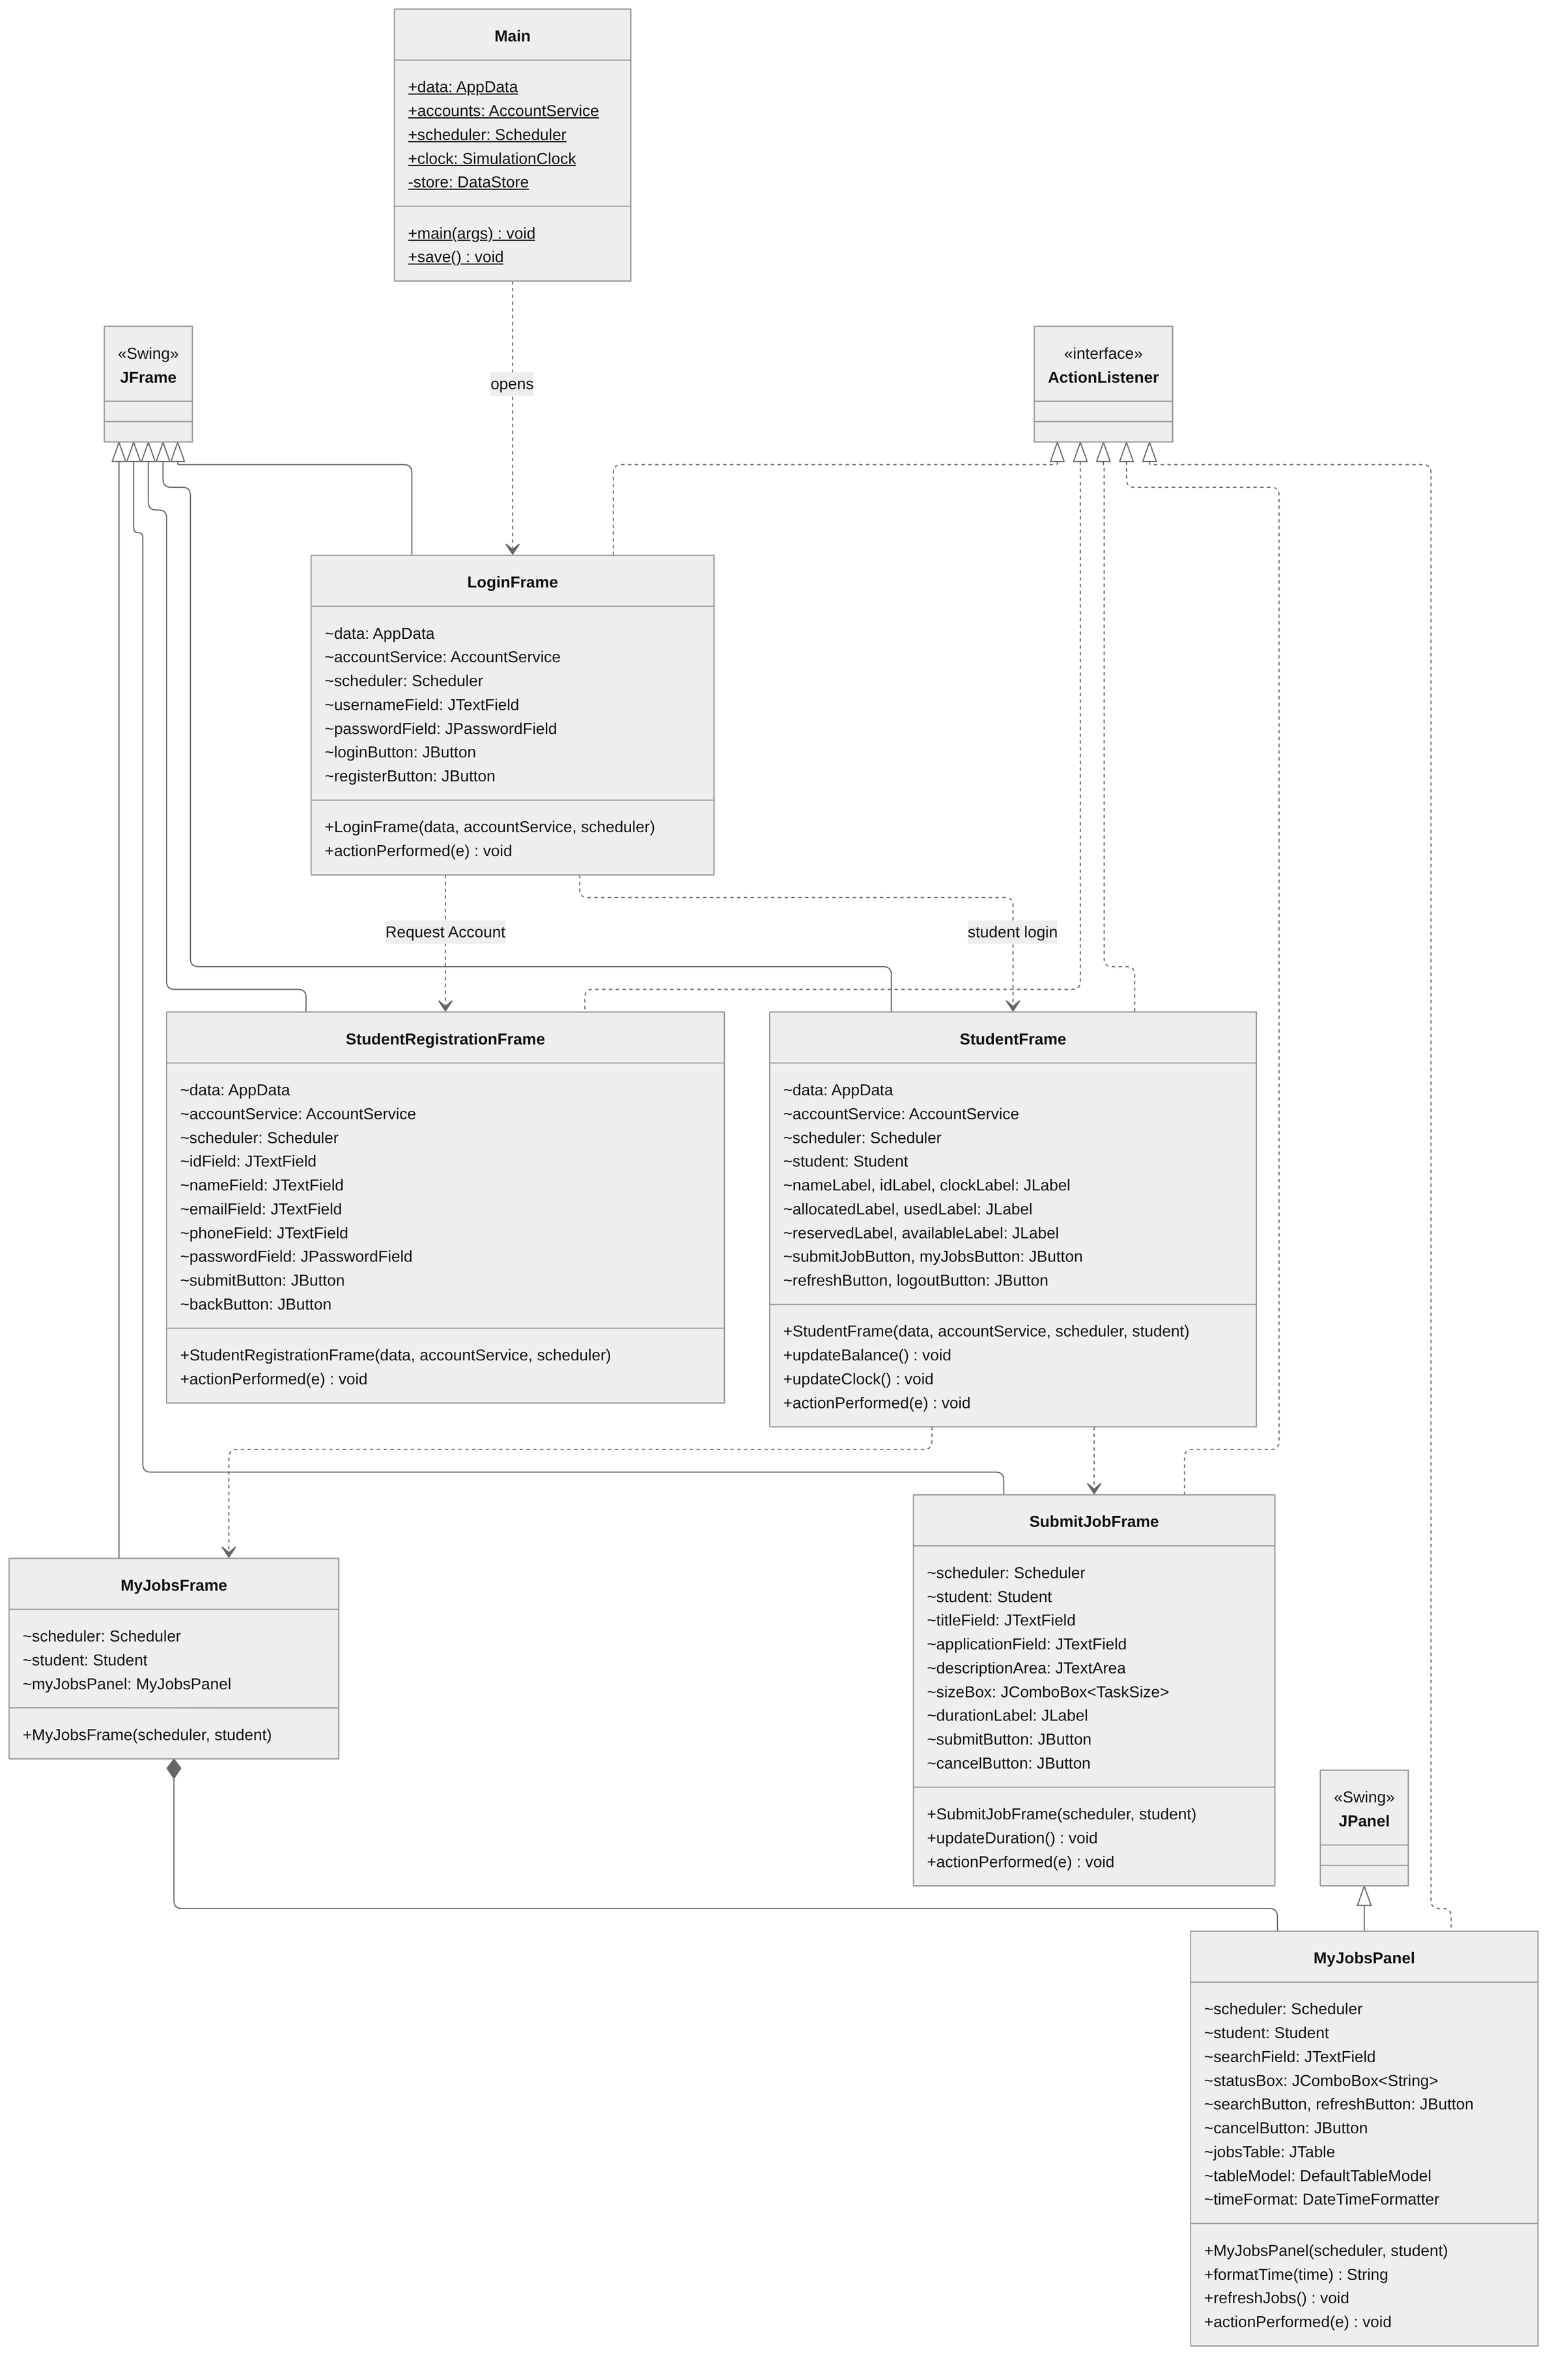 Main
+data: AppData
+accounts: AccountService
+scheduler: Scheduler
+clock: SimulationClock
-store: DataStore
+main(args) : void
+save() : void
«Swing»
JFrame
opens
«interface»
ActionListener
LoginFrame
~data: AppData
~accountService: AccountService
~scheduler: Scheduler
~usernameField: JTextField
~passwordField: JPasswordField
~loginButton: JButton
~registerButton: JButton
+LoginFrame(data, accountService, scheduler)
+actionPerformed(e) : void
Request Account
student login
StudentRegistrationFrame
~data: AppData
~accountService: AccountService
~scheduler: Scheduler
~idField: JTextField
~nameField: JTextField
~emailField: JTextField
~phoneField: JTextField
~passwordField: JPasswordField
~submitButton: JButton
~backButton: JButton
+StudentRegistrationFrame(data, accountService, scheduler)
+actionPerformed(e) : void
StudentFrame
~data: AppData
~accountService: AccountService
~scheduler: Scheduler
~student: Student
~nameLabel, idLabel, clockLabel: JLabel
~allocatedLabel, usedLabel: JLabel
~reservedLabel, availableLabel: JLabel
~submitJobButton, myJobsButton: JButton
~refreshButton, logoutButton: JButton
+StudentFrame(data, accountService, scheduler, student)
+updateBalance() : void
+updateClock() : void
+actionPerformed(e) : void
MyJobsFrame
~scheduler: Scheduler
~student: Student
~myJobsPanel: MyJobsPanel
+MyJobsFrame(scheduler, student)
SubmitJobFrame
~scheduler: Scheduler
~student: Student
~titleField: JTextField
~applicationField: JTextField
~descriptionArea: JTextArea
~sizeBox: JComboBox<TaskSize>
~durationLabel: JLabel
~submitButton: JButton
~cancelButton: JButton
+SubmitJobFrame(scheduler, student)
+updateDuration() : void
+actionPerformed(e) : void
«Swing»
JPanel
MyJobsPanel
~scheduler: Scheduler
~student: Student
~searchField: JTextField
~statusBox: JComboBox<String>
~searchButton, refreshButton: JButton
~cancelButton: JButton
~jobsTable: JTable
~tableModel: DefaultTableModel
~timeFormat: DateTimeFormatter
+MyJobsPanel(scheduler, student)
+formatTime(time) : String
+refreshJobs() : void
+actionPerformed(e) : void